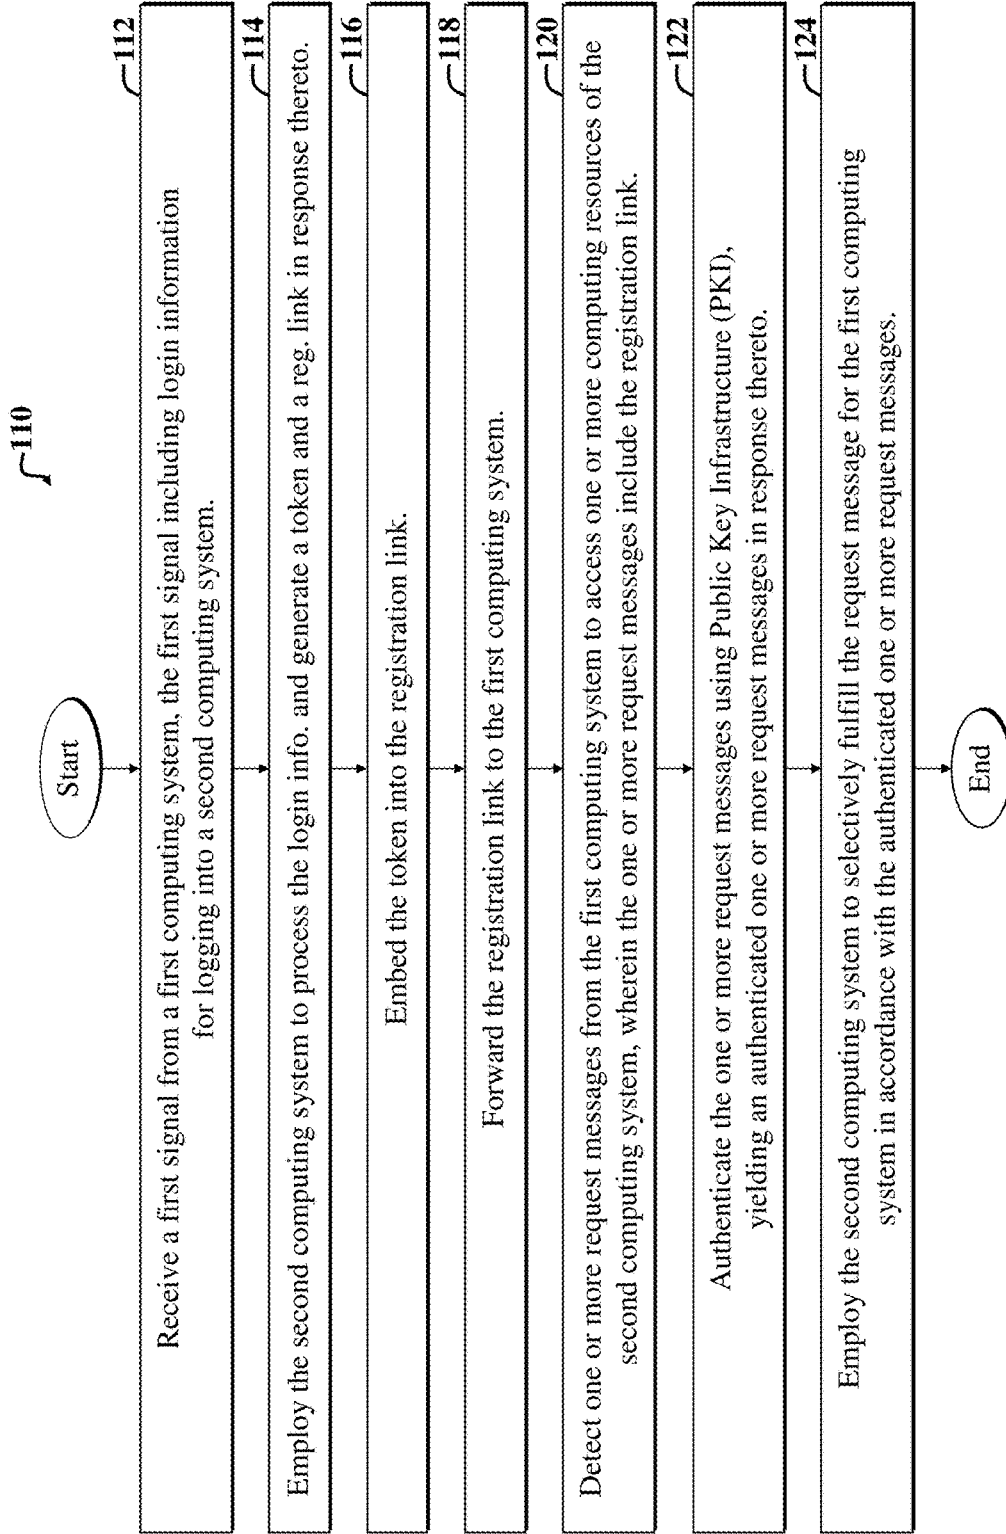 110
Start
112
Receive a first signal from a first computing system, the first signal including login information
for logging into a second computing system.
114
Employ the second computing system to process the login info. and generate a token and a reg. link in response thereto.
116
Embed the token into the registration link.
118
Forward the registration link to the first computing system.
120
Detect one or more request messages from the first computing system to access one or more computing resources of the
second computing system, wherein the one or more request messages include the registration link.
122
Authenticate the one or more request messages using Public Key Infrastructure (PKI),
yielding an authenticated one or more request messages in response thereto.
124
Employ the second computing system to selectively fulfill the request message for the first computing
system in accordance with the authenticated one or more request messages.
End